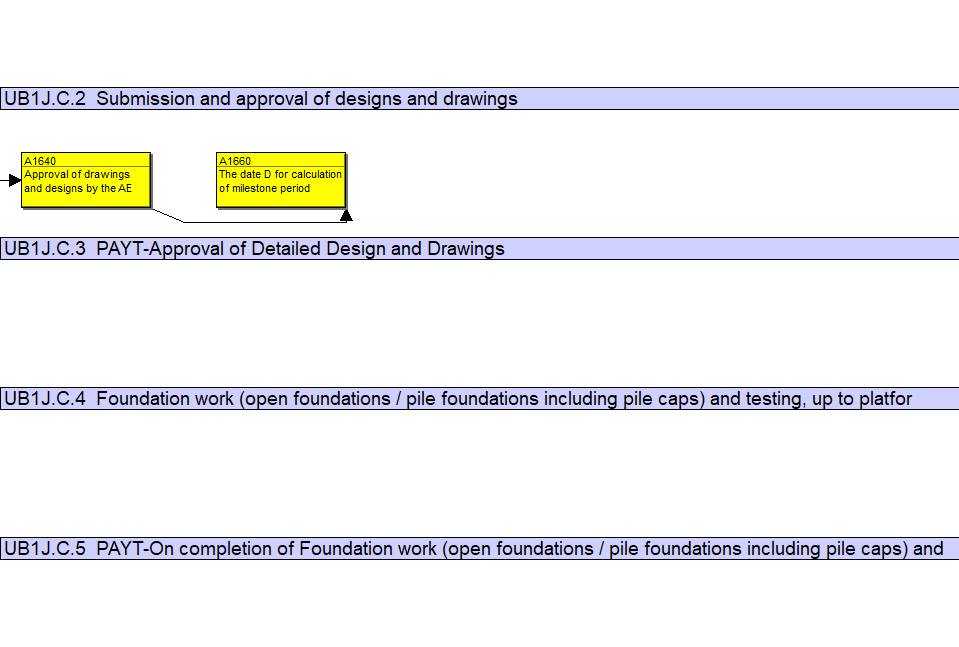 UB1J.C.2 Submission and approval of designs and drawings
A1640
Approval of drawings
and designs by the AE
A1660
The date D for calculation
of milestone period
UB1J.C.3 PAYT-Approval of Detailed Design and Drawings
UB1J.C.4 Foundation work (open foundations / pile foundations including pile caps) and testing, up to platfor
UB1J.C.5 PAYT-On completion of Foundation work (open foundations / pile foundations including pile caps) and